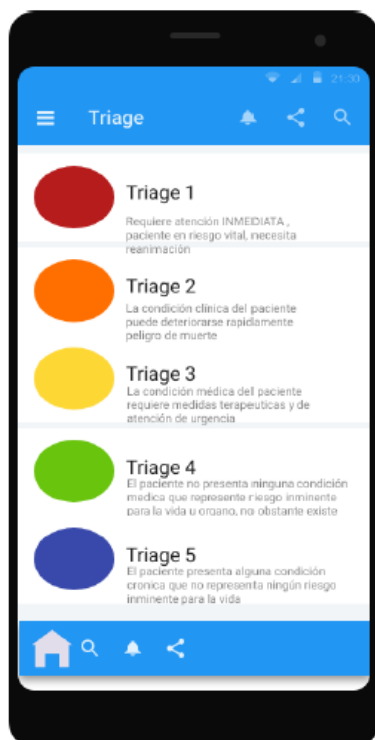 21:30
Triage
Triage 1
Requiere atención INMEDIATA ,
paciente en riesgo vital, necesita
reanimación
Triage 2
La condición clínica del paciente
puede deteriorarse rapidamente
peligro de muerte
Triage 3
La condición médica del paciente
requiere medidas terapeuticas y de
atención de urgencia
Triage 4
El paciente no presenta ninguna condición
medica que represente riesgo inminente
para la vida u organo, no obstante existe
Triage 5
El paciente presenta alguna condición
cronica que no representa ningún riesgo
inminente para la vida